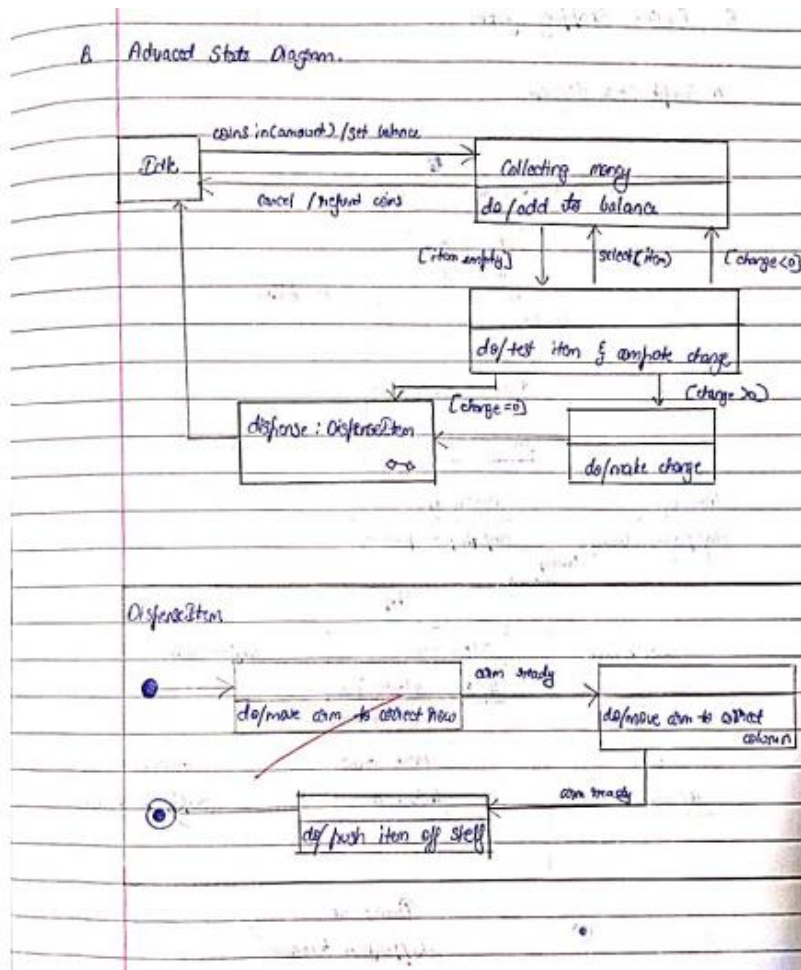 B. Advaced State Diagram.
coins in(amount) / set balance
Idle
Collecting money
cancel / refund coins
do/add to balance
[item empty]
select(item)
[change<0]
do/test item & compute change
[change=0]
[change>0]
dispense : DispenseItem
do/make change
DispenseItem
arm ready
do/move arm to correct row
do/move arm to correct
column
arm ready
do/push item off shelf